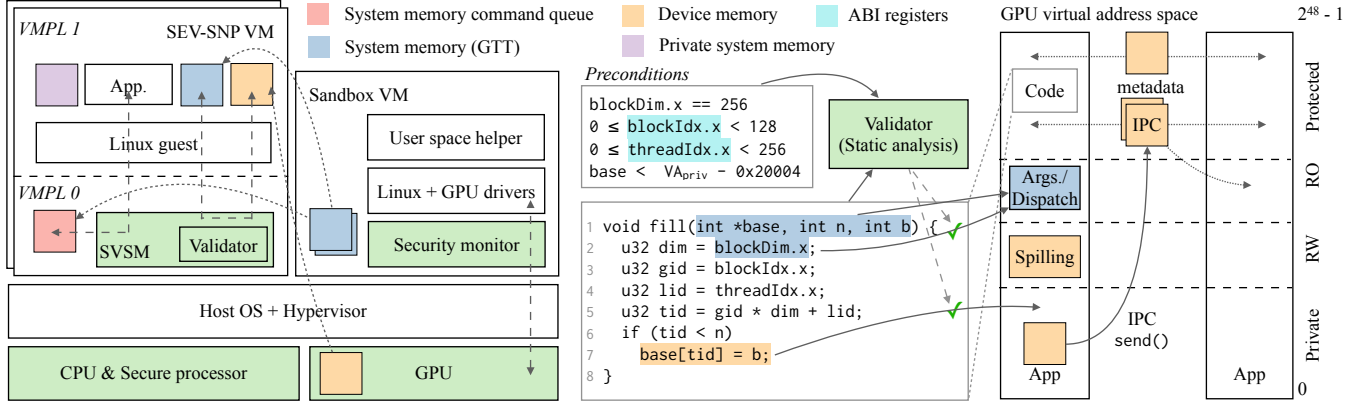 System memory command queue
Device memory
ABI registers
System memory (GTT)
Private system memory
VMPL 1
SEV-SNP VM
App.
Linux guest
VMPL 0
SVSM
Validator
Sandbox VM
User space helper
Linux + GPU drivers
Security monitor
Host OS + Hypervisor
CPU & Secure processor
GPU
Preconditions
blockDim.x == 256
0 ≤ blockIdx.x < 128
0 ≤ threadIdx.x < 256
base < VApriv - 0x20004
Validator
(Static analysis)
1 void fill(int *base, int n, int b) {
2 u32 dim = blockDim.x;
3 u32 gid = blockIdx.x;
4 u32 lid = threadIdx.x;
5 u32 tid = gid * dim + lid;
6 if (tid < n)
7 base[tid] = b;
8 }
GPU virtual address space
2^48 - 1
Code
metadata
IPC
Args./
Dispatch
Spilling
IPC
send()
App
App
Protected
RO
RW
Private
0